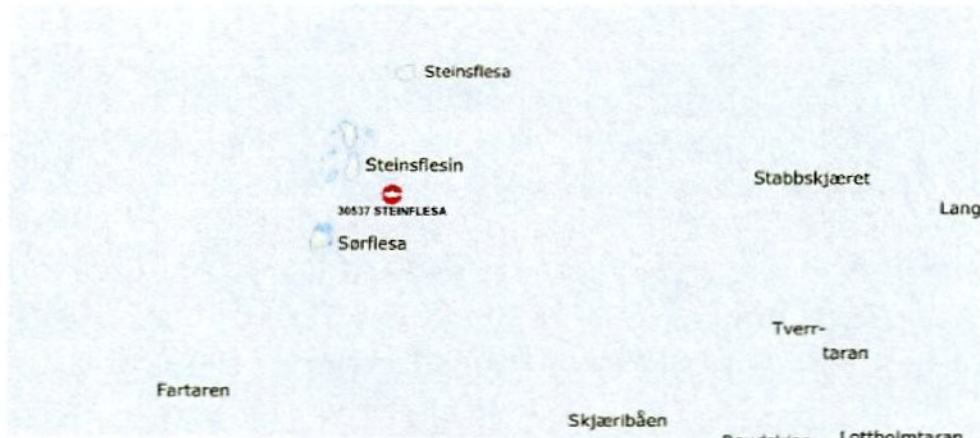 Steinsflesa
Steinsflesin
Stabbskjæret
30537 STEINFLESA
Lang
Sørflesa
Tverr-
taran
Fartaren
Skjæribåen
Lottholmtaran